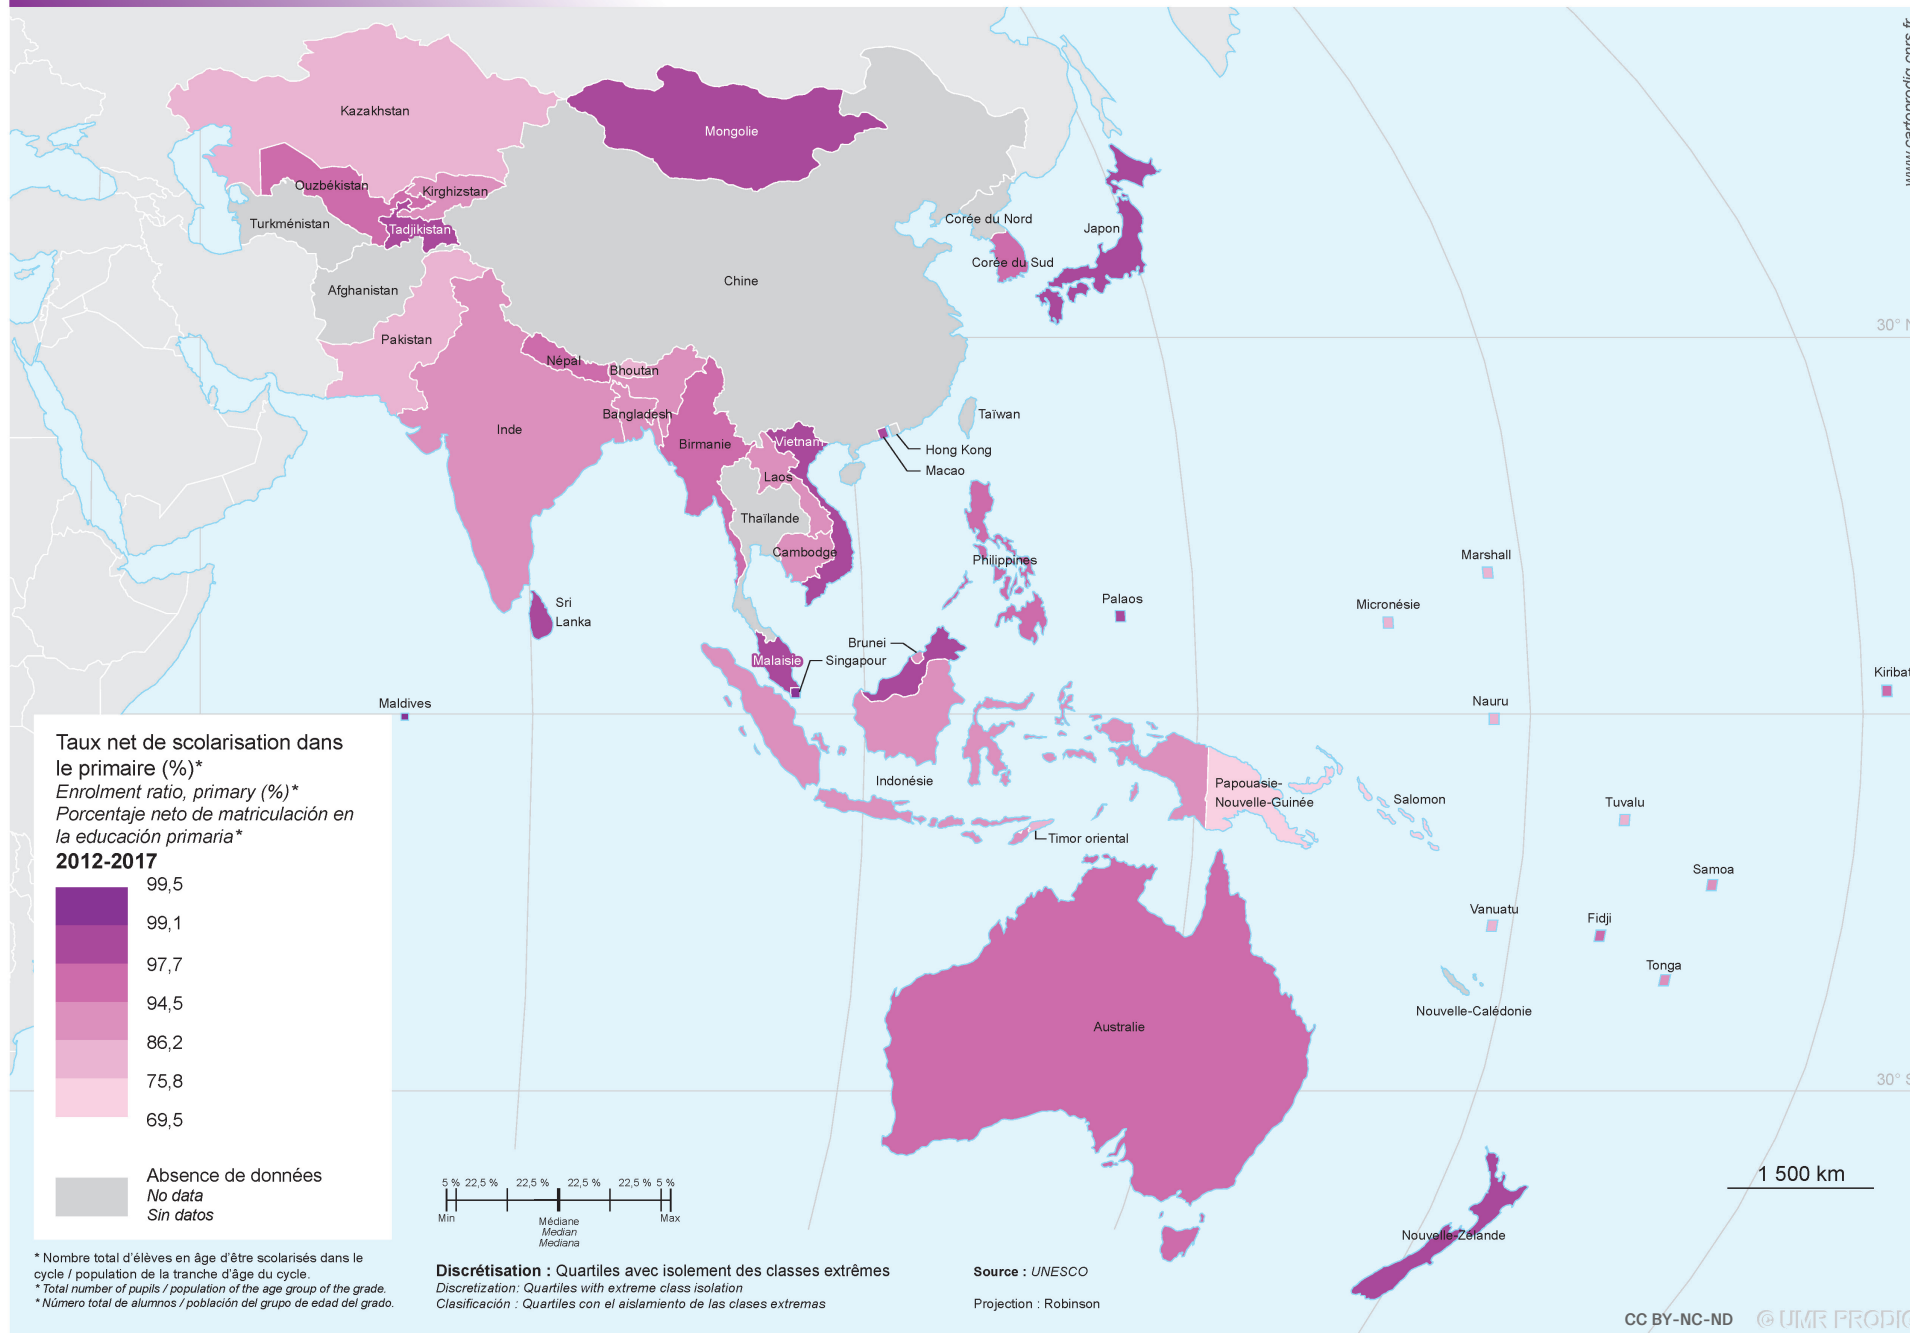 www.cartoprodig.cnrs.fr
Kazakhstan
Mongolie
Ouzbékistan
Kirghizstan
Turkménistan
Tadjikistan
Corée du Nord
Japon
Corée du Sud
Chine
Afghanistan
30° N
Pakistan
Népal
Bhoutan
Bangladesh
Inde
Birmanie
Vietnam
Taïwan
Hong Kong
Macao
Laos
Thaïlande
Cambodge
Philippines
Marshall
Palaos
Micronésie
Sri
Lanka
Brunei
Malaisie
Singapour
Kiribat
Maldives
Nauru
Indonésie
Papouasie-
Nouvelle-Guinée
Salomon
Tuvalu
Timor oriental
Samoa
Vanuatu
Fidji
Tonga
Nouvelle-Calédonie
Australie
30° S
Nouvelle-Zélande
1 500 km
Taux net de scolarisation dans
le primaire (%)*
Enrolment ratio, primary (%)*
Porcentaje neto de matriculación en
la educación primaria*
2012-2017
99,5
99,1
97,7
94,5
86,2
75,8
69,5
Absence de données
No data
Sin datos
* Nombre total d'élèves en âge d'être scolarisés dans le
cycle / population de la tranche d'âge du cycle.
* Total number of pupils / population of the age group of the grade.
* Número total de alumnos / población del grupo de edad del grado.
5 % 22,5 % 22,5 % 22,5 % 22,5 % 5 %
Min
Médiane
Median
Mediana
Max
Discrétisation : Quartiles avec isolement des classes extrêmes
Discretization: Quartiles with extreme class isolation
Clasificación : Quartiles con el aislamiento de las clases extremas
Source : UNESCO
Projection : Robinson
CC BY-NC-ND © UMR PRODIG